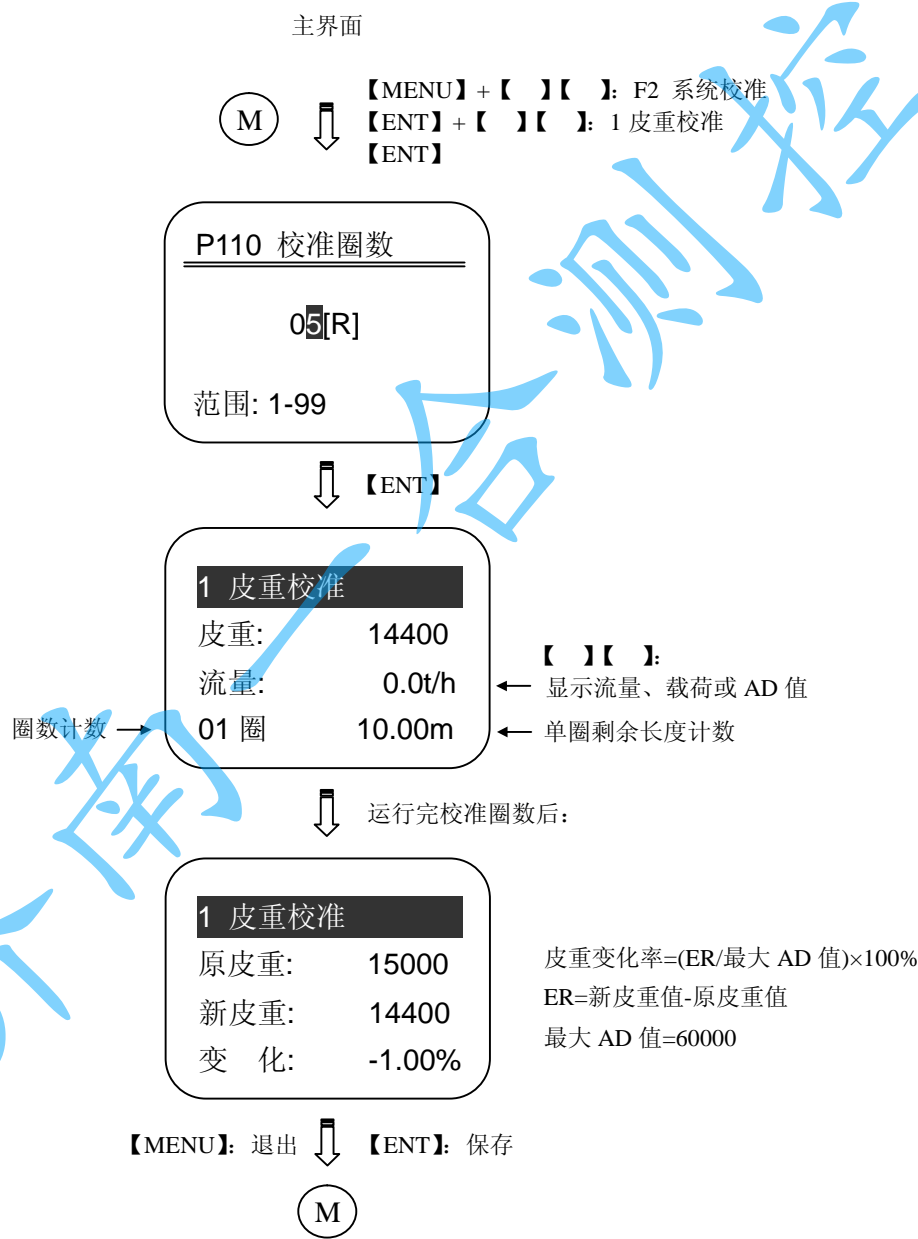 主界面
M
【MENU】+【 】【 】：F2 系统校准
【ENT】+【 】【 】：1 皮重校准
【ENT】
P110 校准圈数
05[R]
范围: 1-99
【ENT】
1 皮重校准
皮重: 14400
流量: 0.0t/h
01 圈 10.00m
【 】【 】：
显示流量、载荷或 AD 值
圈数计数
单圈剩余长度计数
运行完校准圈数后：
1 皮重校准
原皮重: 15000
新皮重: 14400
变 化: -1.00%
皮重变化率=(ER/最大 AD 值)×100%
ER=新皮重值-原皮重值
最大 AD 值=60000
【MENU】：退出
【ENT】：保存
M
一合测控